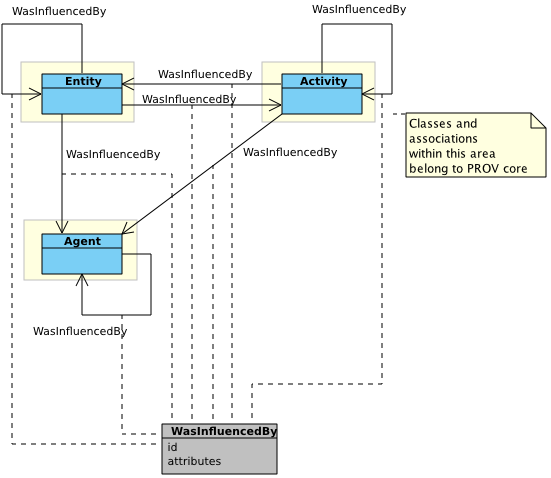 WasInfluencedBy
WasInfluencedBy
WasInfluencedBy
Entity
Activity
WasInfluencedBy
Classes and
associations
within this area
belong to PROV core
WasInfluencedBy
WasInfluencedBy
Agent
WasInfluencedBy
WasInfluencedBy
id
attributes